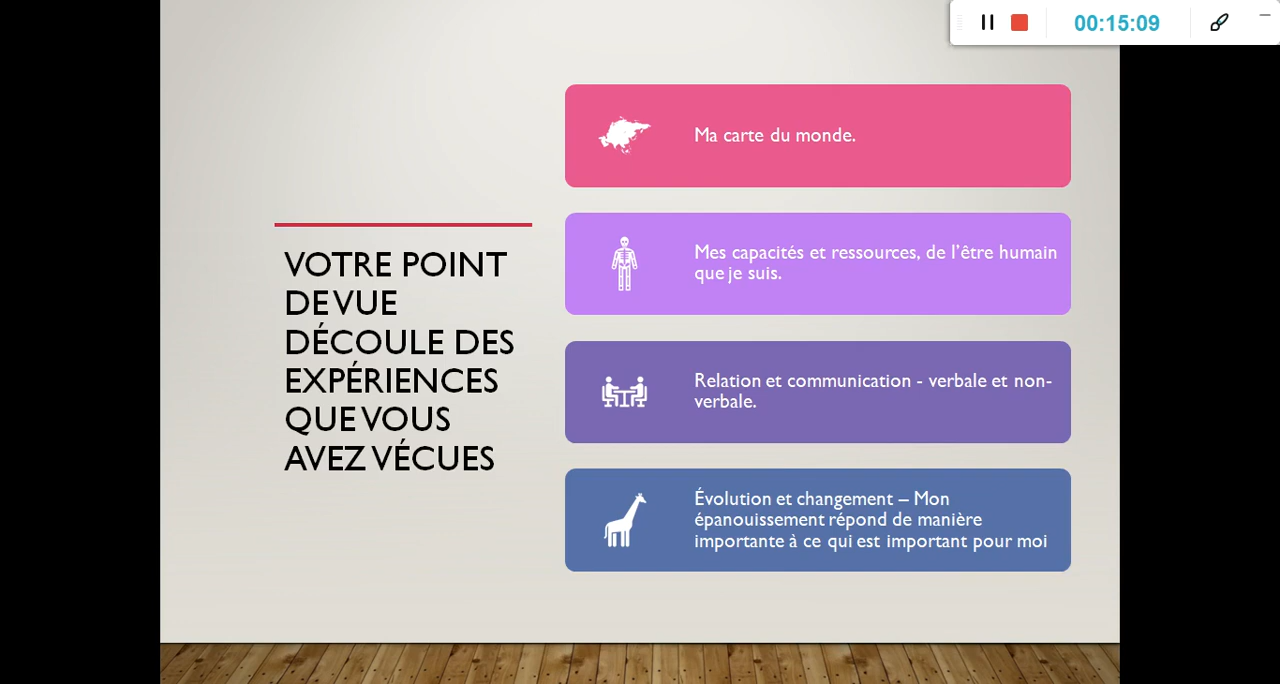 00:15:09
Ma carte du monde.
Mes capacités et ressources, de l'être humain
que je suis.
VOTRE POINT
DE VUE
DÉCOULE DES
EXPÉRIENCES
QUE VOUS
AVEZ VÉCUES
Relation et communication - verbale et non-
verbale.
Évolution et changement – Mon
épanouissement répond de manière
importante à ce qui est important pour moi